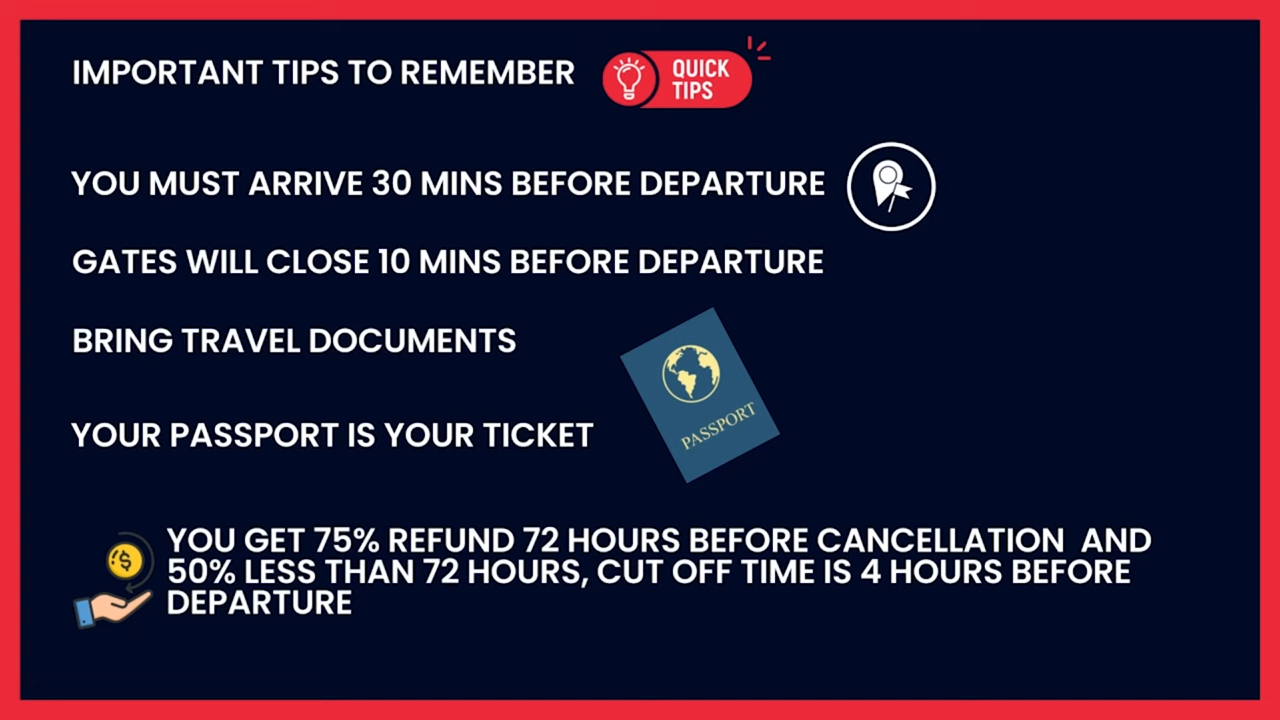 IMPORTANT TIPS TO REMEMBER
QUICK
TIPS
YOU MUST ARRIVE 30 MINS BEFORE DEPARTURE
GATES WILL CLOSE 10 MINS BEFORE DEPARTURE
BRING TRAVEL DOCUMENTS
PASSPORT
YOUR PASSPORT IS YOUR TICKET
$
YOU GET 75% REFUND 72 HOURS BEFORE CANCELLATION AND
50% LESS THAN 72 HOURS, CUT OFF TIME IS 4 HOURS BEFORE
DEPARTURE